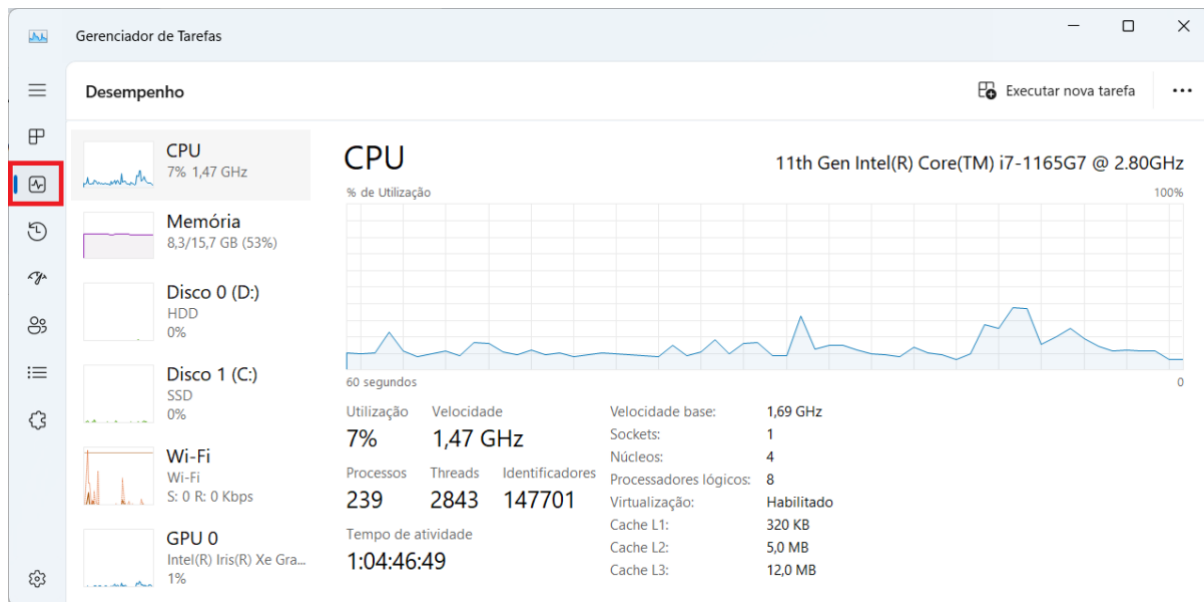 Gerenciador de Tarefas
Desempenho
Executar nova tarefa
CPU
7% 1,47 GHz
Memória
8,3/15,7 GB (53%)
Disco 0 (D:)
HDD
0%
Disco 1 (C:)
SSD
0%
Wi-Fi
Wi-Fi
S: 0 R: 0 Kbps
GPU 0
Intel(R) Iris(R) Xe Gra...
1%
CPU
11th Gen Intel(R) Core(TM) i7-1165G7 @ 2.80GHz
% de Utilização
100%
60 segundos
0
Utilização Velocidade
7% 1,47 GHz
Processos Threads Identificadores
239 2843 147701
Tempo de atividade
1:04:46:49
Velocidade base: 1,69 GHz
Sockets: 1
Núcleos: 4
Processadores lógicos: 8
Virtualização: Habilitado
Cache L1: 320 KB
Cache L2: 5,0 MB
Cache L3: 12,0 MB